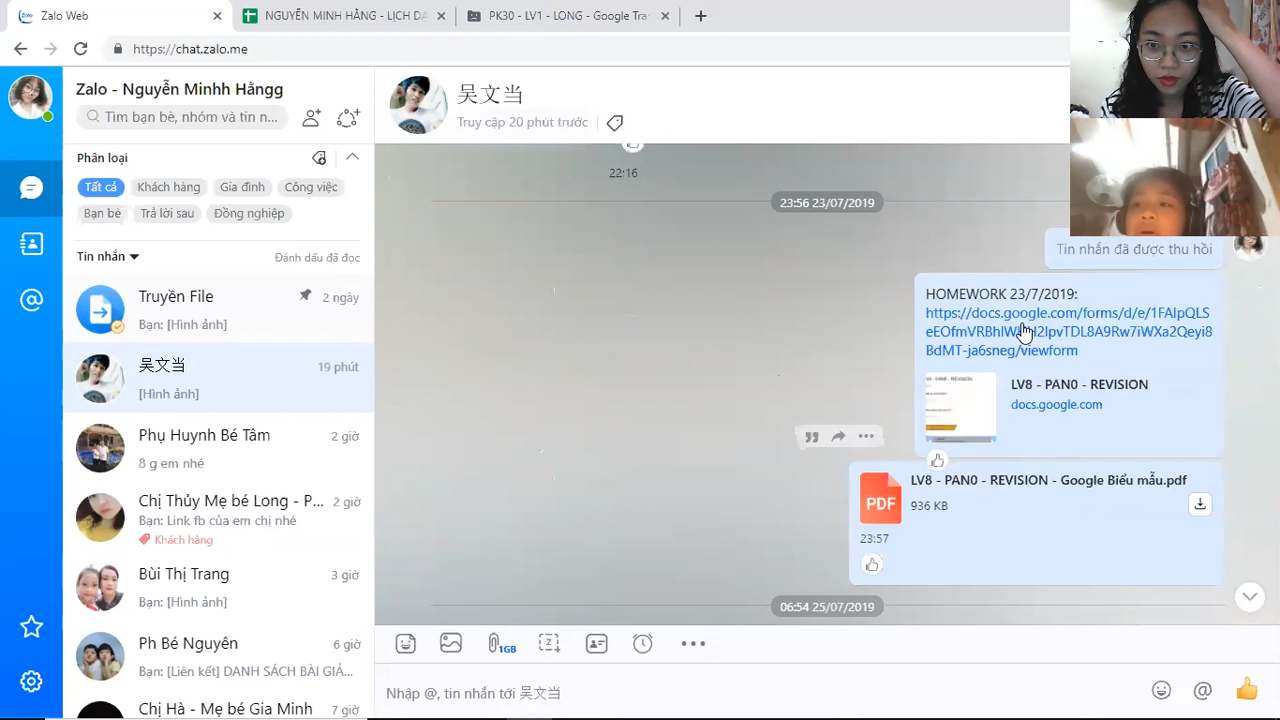 Zalo Web
NGUYỄN MINH HẰNG - LỊCH DẠ
PK30 - LV1 - LONG - Google Tra
https://chat.zalo.me
Zalo - Nguyễn Minhh Hằngg
Tìm bạn bè, nhóm và tin n...
Phân loại
Tất cả
Khách hàng
Gia đình
Công việc
Bạn bè
Trả lời sau
Đồng nghiệp
Tin nhắn
Đánh dấu đã đọc
Truyền File
2 ngày
Bạn: [Hình ảnh]
吴文当
19 phút
[Hình ảnh]
Phụ Huynh Bé Tâm
2 giờ
8 g em nhé
Chị Thủy Mẹ bé Long - P...
2 giờ
Bạn: Link fb của em chị nhé
Khách hàng
Bùi Thị Trang
3 giờ
Bạn: [Hình ảnh]
Ph Bé Nguyên
6 giờ
Bạn: [Liên kết] DANH SÁCH BÀI GIẢ...
Chị Hà - Mẹ bé Gia Minh
9 giờ
吴文当
Truy cập 20 phút trước
22:16
23:56 23/07/2019
Tin nhắn đã được thu hồi
HOMEWORK 23/7/2019:
https://docs.google.com/forms/d/e/1FAIpQLS
BdMT-ja6sneg/viewform
LV8 - PAN0 - REVISION
docs.google.com
LV8 - PAN0 - REVISION - Google Biểu mẫu.pdf
PDF
936 KB
23:57
06:54 25/07/2019
1GB
Nhập @, tin nhắn tới 吴文当